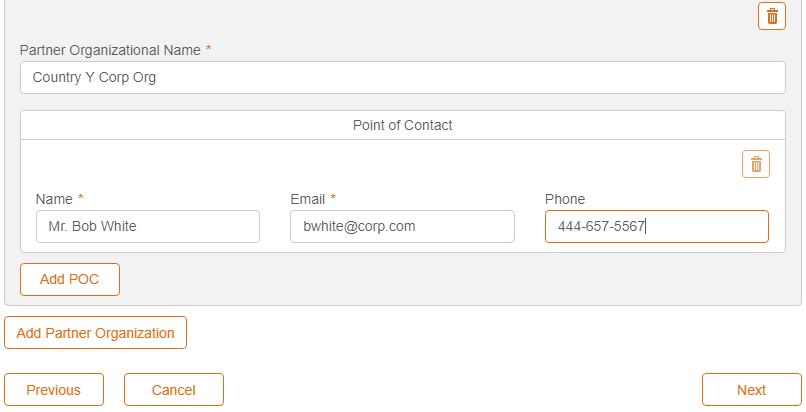 Partner Organizational Name *
Country Y Corp Org
Point of Contact
Name * Email * Phone
Mr. Bob White bwhite@corp.com 444-657-5567
Add POC
Add Partner Organization
Previous Cancel Next